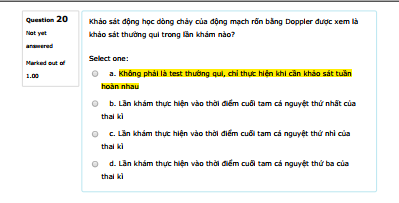 Question 20
Not yet
answered
Marked out of
1.00
Khảo sát động học dòng chảy của động mạch rốn bằng Doppler được xem là
khảo sát thường qui trong lần khám nào?
Select one:
a. Không phải là test thường qui, chỉ thực hiện khi cần khảo sát tuần
hoàn nhau
b. Lần khám thực hiện vào thời điểm cuối tam cá nguyệt thứ nhất của
thai kì
c. Lần khám thực hiện vào thời điểm cuối tam cá nguyệt thứ nhì của
thai kì
d. Lần khám thực hiện vào thời điểm cuối tam cá nguyệt thứ ba của
thai kì